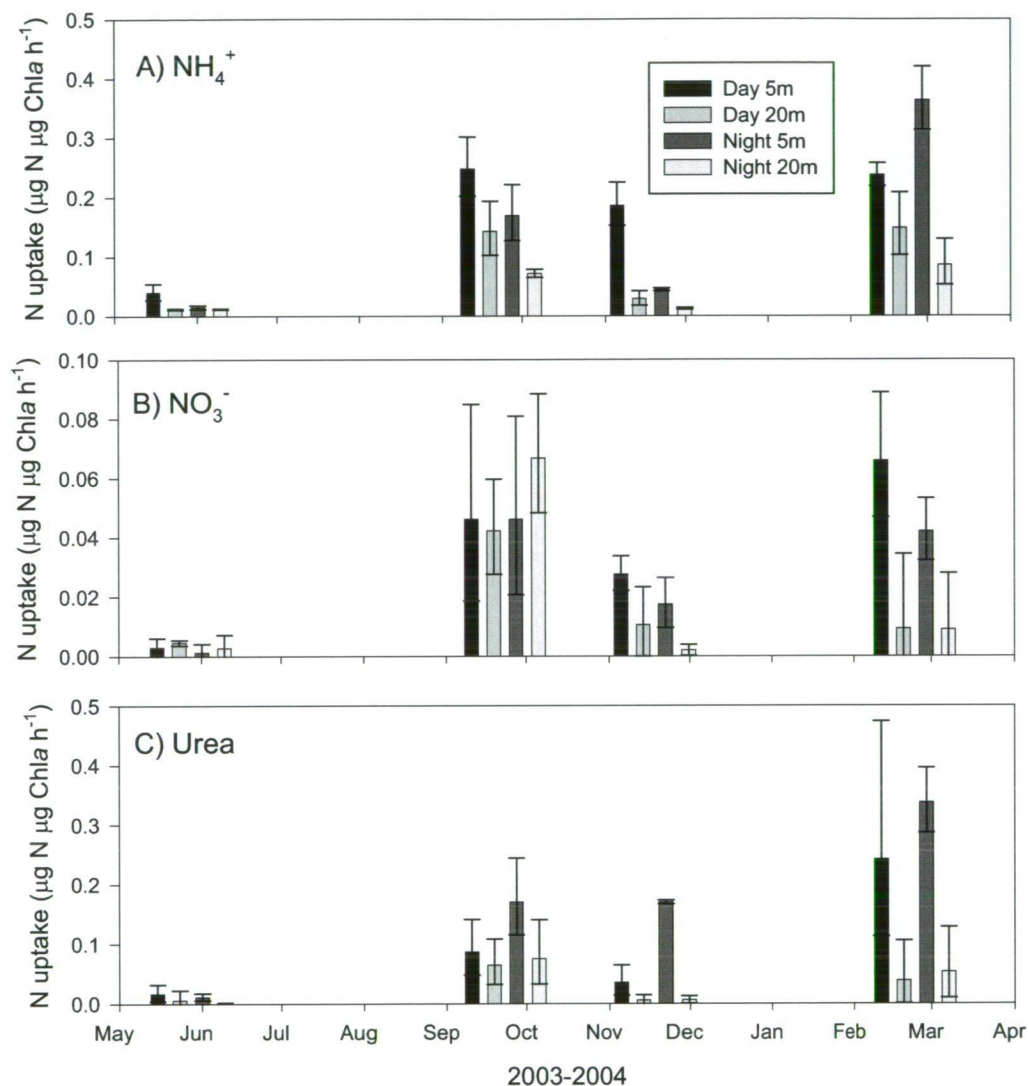 A) NH₄⁺
N uptake (µg N µg Chla h⁻¹)
0.5
0.4
0.3
0.2
0.1
0.0
Day 5m
Day 20m
Night 5m
Night 20m
B) NO₃⁻
N uptake (µg N µg Chla h⁻¹)
0.10
0.08
0.06
0.04
0.02
0.00
C) Urea
N uptake (µg N µg Chla h⁻¹)
0.5
0.4
0.3
0.2
0.1
0.0
May Jun Jul Aug Sep Oct Nov Dec Jan Feb Mar Apr
2003-2004